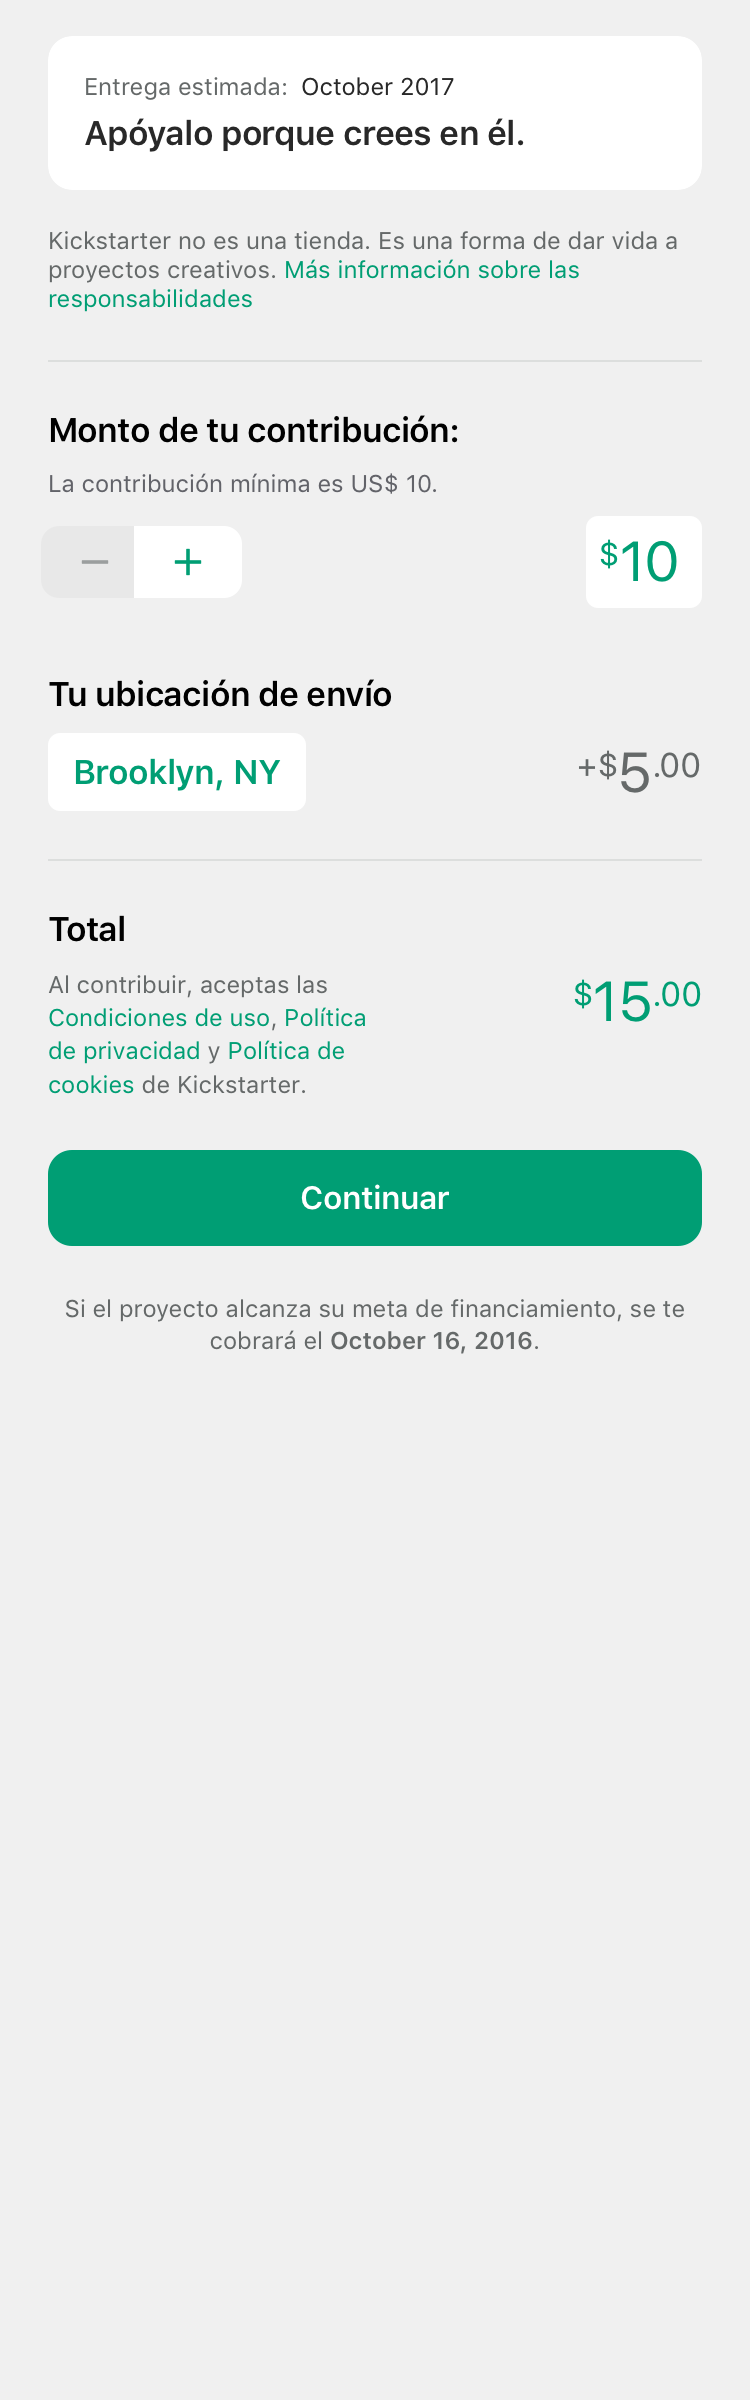 Entrega estimada: October 2017
Apóyalo porque crees en él.
Kickstarter no es una tienda. Es una forma de dar vida a
proyectos creativos. Más información sobre las
responsabilidades
Monto de tu contribución:
La contribución mínima es US$ 10.
− + $10
Tu ubicación de envío
Brooklyn, NY +$5.00
Total
Al contribuir, aceptas las
Condiciones de uso, Política
de privacidad y Política de
cookies de Kickstarter.
$15.00
Continuar
Si el proyecto alcanza su meta de financiamiento, se te
cobrará el October 16, 2016.